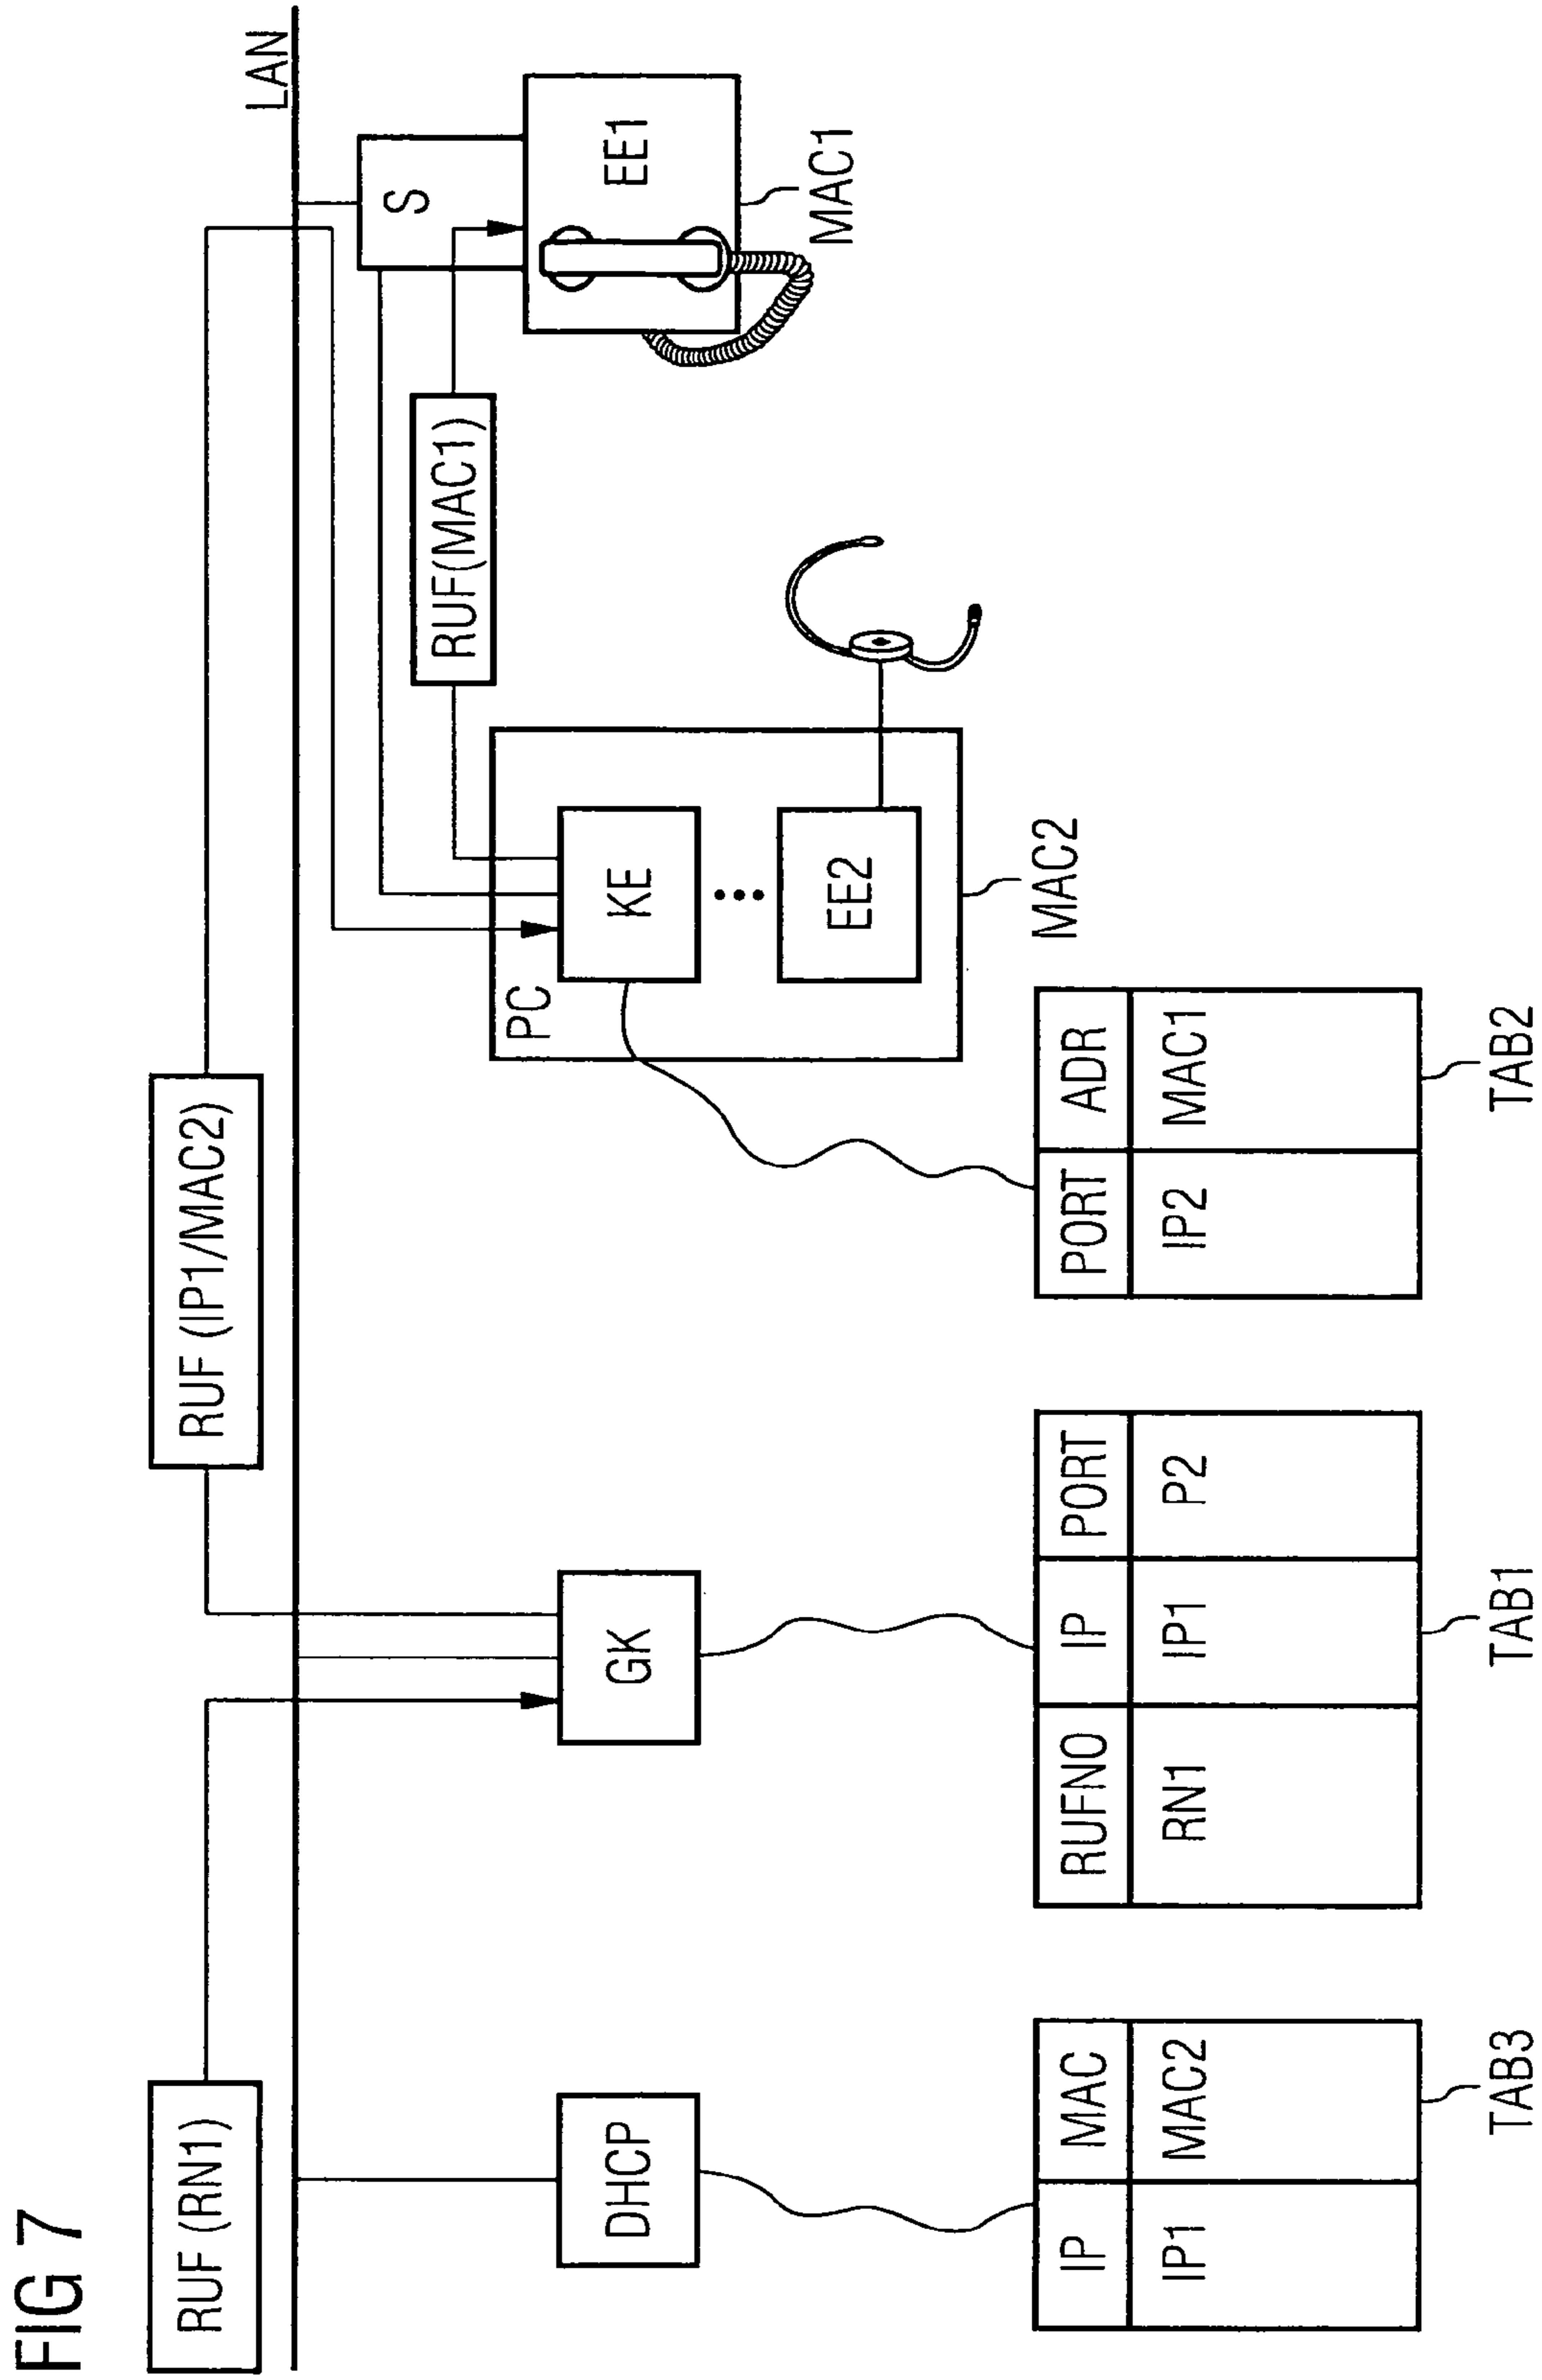 FIG 7
RUF (RN1)
RUF (IP1/MAC2)
LAN
S
RUF(MAC1)
EE1
MAC1
PC
DHCP
GK
KE
EE2
MAC2
IP MAC
IP1 MAC2
TAB3
RUFNO IP PORT
RN1 IP1 P2
TAB1
PORT ADR
IP2 MAC1
TAB2